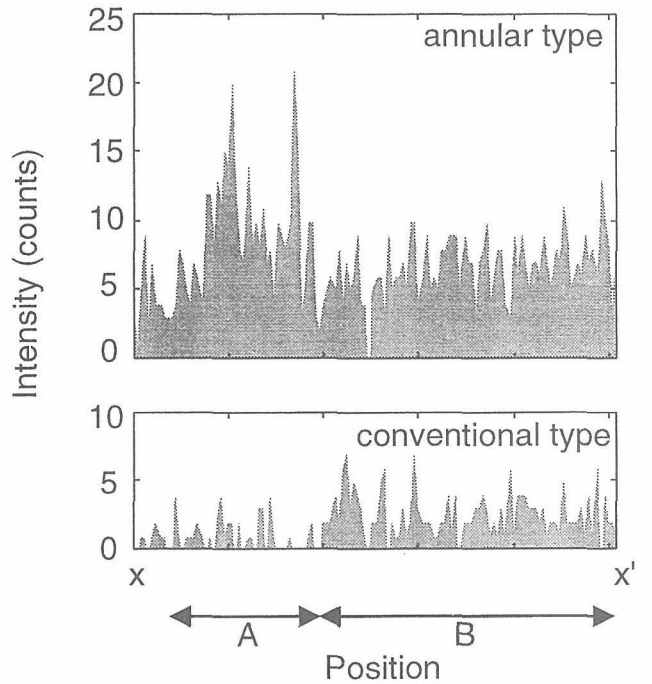 25
annular type
20
15
10
5
0
Intensity (counts)
10
conventional type
5
0
x
x'
A
B
Position